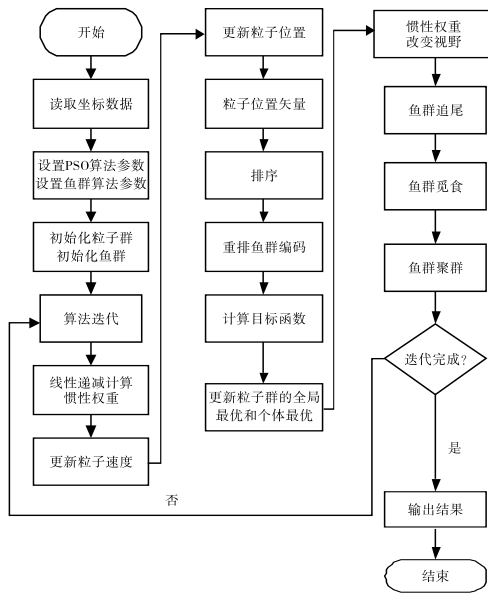 开始
读取坐标数据
设置PSO算法参数
设置鱼群算法参数
初始化粒子群
初始化鱼群
算法迭代
线性递减计算
惯性权重
更新粒子速度
更新粒子位置
粒子位置矢量
排序
重排鱼群编码
计算目标函数
更新粒子群的全局
最优和个体最优
惯性权重
改变视野
鱼群追尾
鱼群觅食
鱼群聚群
迭代完成?
是
否
输出结果
结束